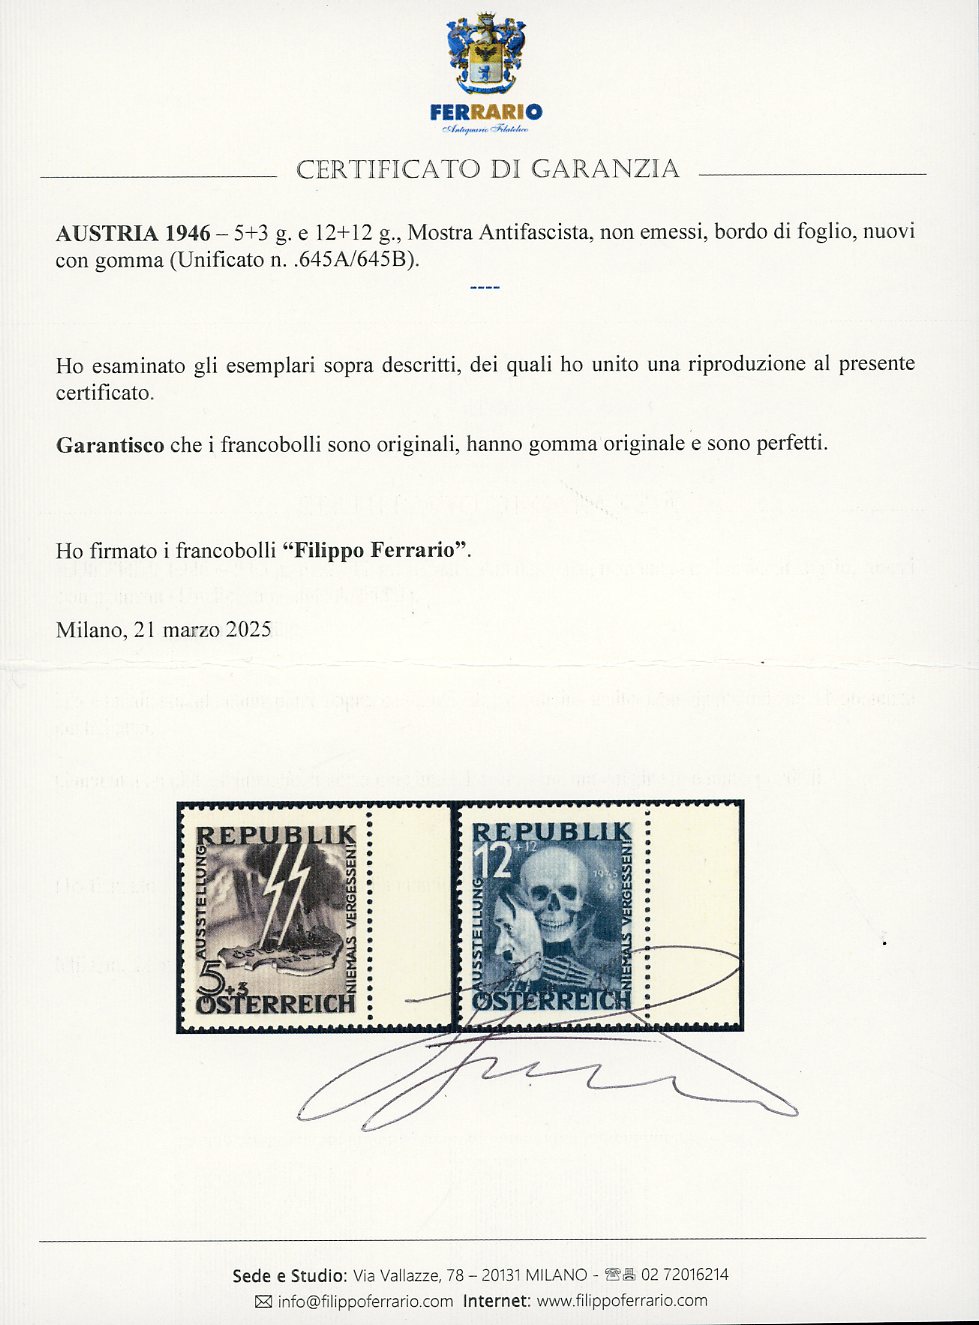 FERRARIO
Antiquario Filatelico
CERTIFICATO DI GARANZIA
AUSTRIA 1946 – 5+3 g. e 12+12 g., Mostra Antifascista, non emessi, bordo di foglio, nuovi
con gomma (Unificato n. .645A/645B).
----
Ho esaminato gli esemplari sopra descritti, dei quali ho unito una riproduzione al presente
certificato.
Garantisco che i francobolli sono originali, hanno gomma originale e sono perfetti.
Ho firmato i francobolli “Filippo Ferrario”.
Milano, 21 marzo 2025
REPUBLIK
AUSSTELLUNG
NIEMALS VERGESSEN!
5+3
ÖSTERREICH
REPUBLIK
12+12
AUSSTELLUNG
NIEMALS VERGESSEN!
ÖSTERREICH
Sede e Studio: Via Vallazze, 78 – 20131 MILANO - 02 72016214
info@filippoferrario.com Internet: www.filippoferrario.com